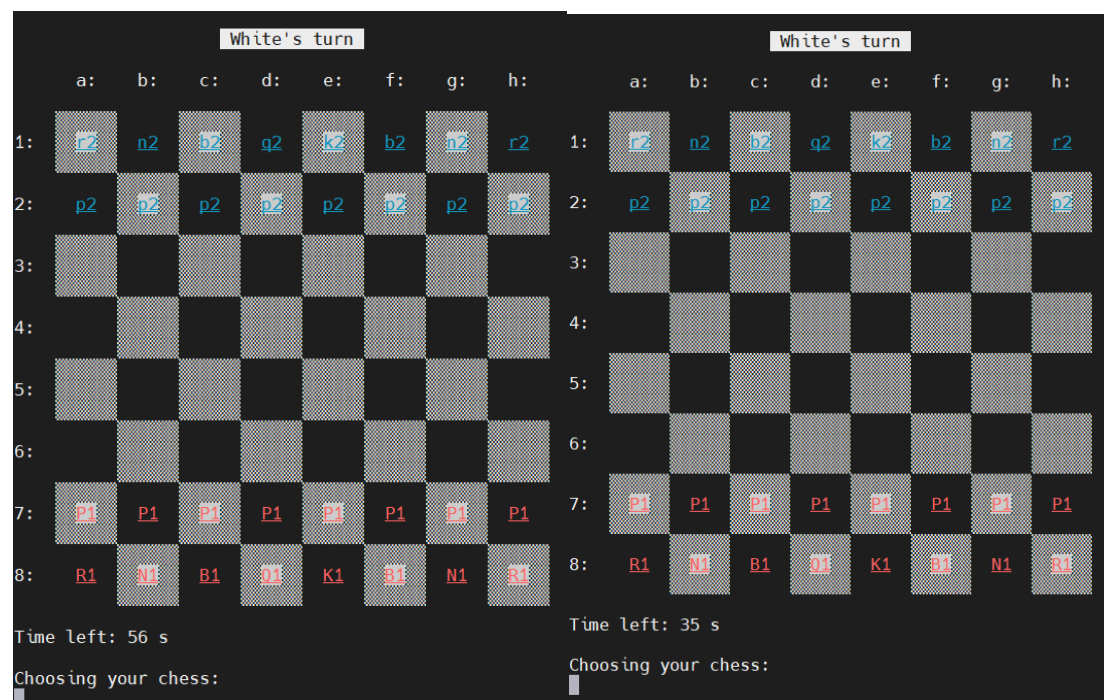 White's turn
a: b: c: d: e: f: g: h:
1: r2 n2 b2 q2 k2 b2 n2 r2
2: p2 p2 p2 p2 p2 p2 p2 p2
3:
4:
5:
6:
7: P1 P1 P1 P1 P1 P1 P1 P1
8: R1 N1 B1 Q1 K1 B1 N1 R1
Time left: 56 s
Choosing your chess:
White's turn
a: b: c: d: e: f: g: h:
1: r2 n2 b2 q2 k2 b2 n2 r2
2: p2 p2 p2 p2 p2 p2 p2 p2
3:
4:
5:
6:
7: P1 P1 P1 P1 P1 P1 P1 P1
8: R1 N1 B1 Q1 K1 B1 N1 R1
Time left: 35 s
Choosing your chess: